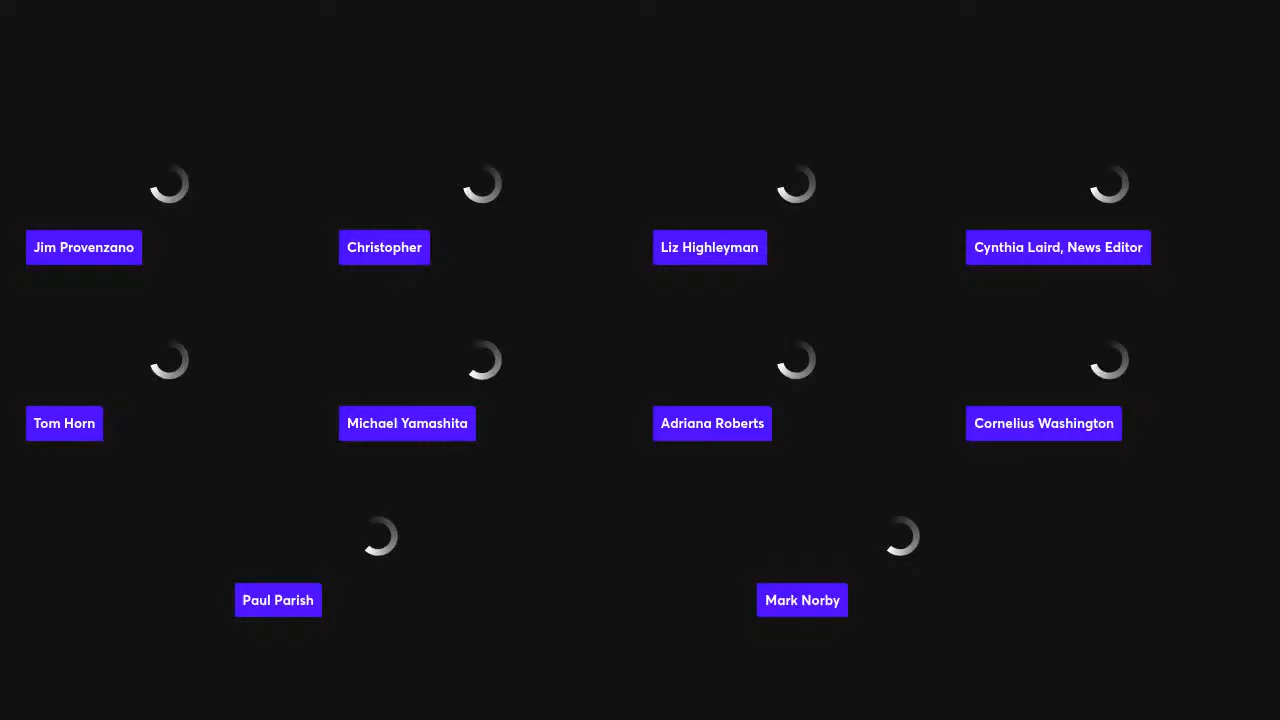 Jim Provenzano
Christopher
Liz Highleyman
Cynthia Laird, News Editor
Tom Horn
Michael Yamashita
Adriana Roberts
Cornelius Washington
Paul Parish
Mark Norby